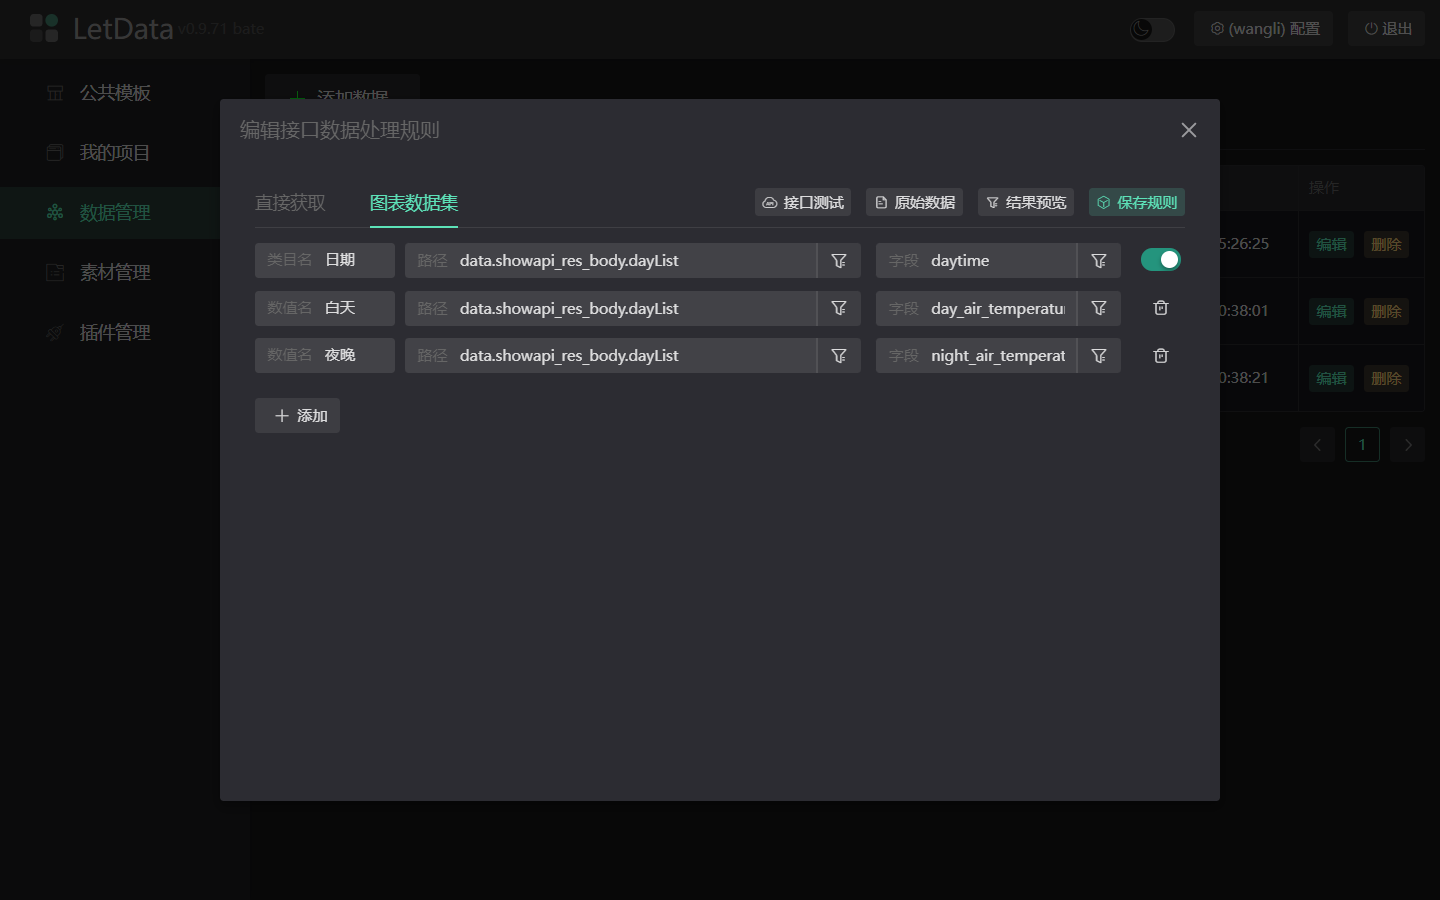 LetData v0.9.71 bate
(wangli) 配置
退出
公共模板
我的项目
数据管理
素材管理
插件管理
添加数据
编辑接口数据处理规则
直接获取
图表数据集
接口测试
原始数据
结果预览
保存规则
类目名 日期 路径 data.showapi_res_body.dayList 字段 daytime
数值名 白天 路径 data.showapi_res_body.dayList 字段 day_air_temperatu
数值名 夜晚 路径 data.showapi_res_body.dayList 字段 night_air_temperat
添加
操作
5:26:25 编辑 删除
0:38:01 编辑 删除
0:38:21 编辑 删除
1